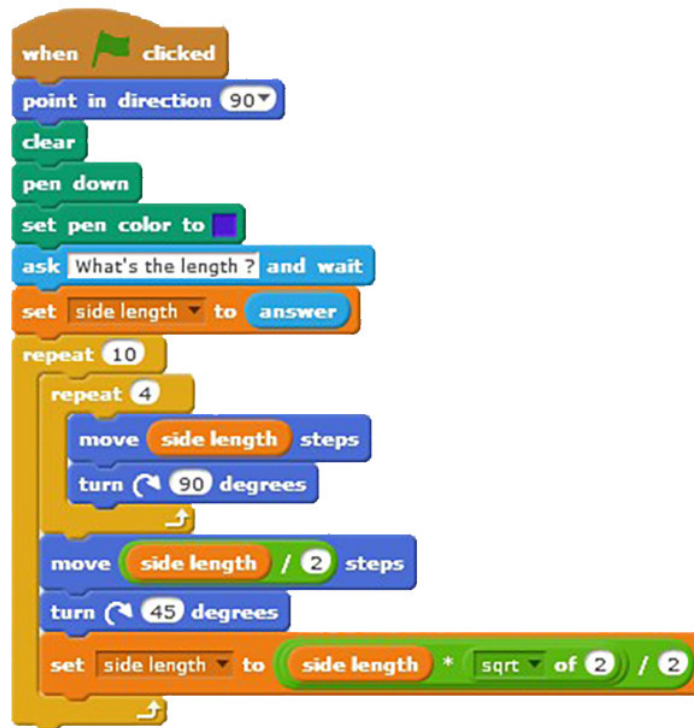 when clicked
point in direction 90
clear
pen down
set pen color to
ask What's the length ? and wait
set side length to answer
repeat 10
repeat 4
move side length steps
turn 90 degrees
move side length / 2 steps
turn 45 degrees
set side length to side length * sqrt of 2 / 2